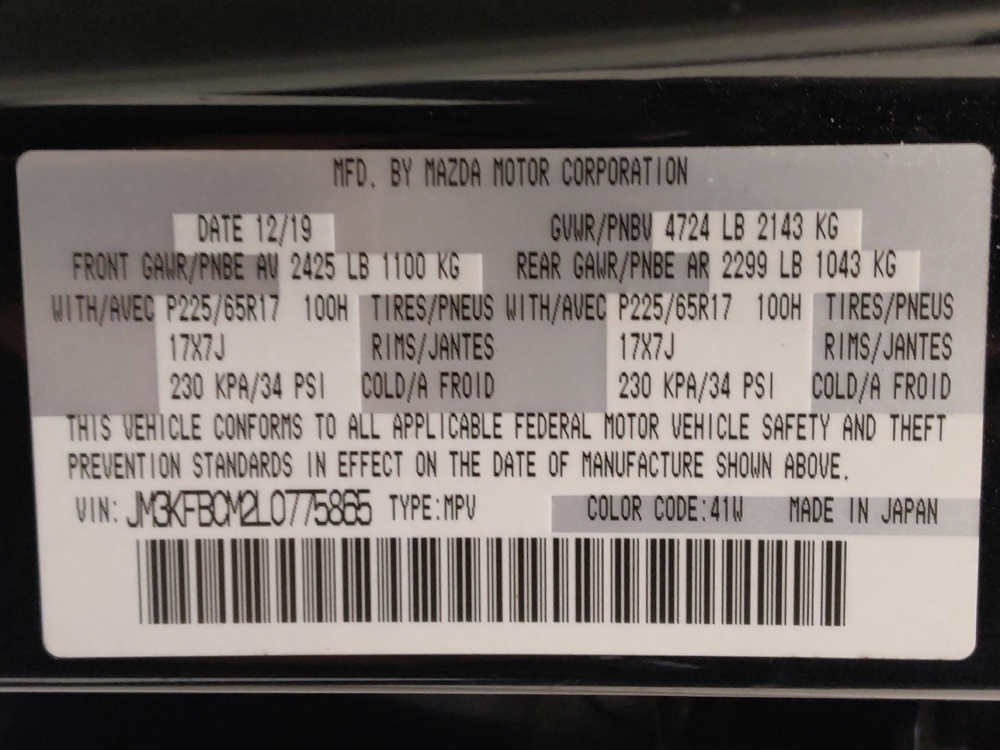 MFD. BY MAZDA MOTOR CORPORATION
DATE 12/19 GVWR/PNBV 4724 LB 2143 KG
FRONT GAWR/PNBE AV 2425 LB 1100 KG REAR GAWR/PNBE AR 2299 LB 1043 KG
WITH/AVEC P225/65R17 100H TIRES/PNEUS WITH/AVEC P225/65R17 100H TIRES/PNEUS
17X7J RIMS/JANTES 17X7J RIMS/JANTES
230 KPA/34 PSI COLD/A FROID 230 KPA/34 PSI COLD/A FROID
THIS VEHICLE CONFORMS TO ALL APPLICABLE FEDERAL MOTOR VEHICLE SAFETY AND THEFT
PREVENTION STANDARDS IN EFFECT ON THE DATE OF MANUFACTURE SHOWN ABOVE.
VIN: JM3KFBCM2L0775865 TYPE:MPV COLOR CODE:41W MADE IN JAPAN